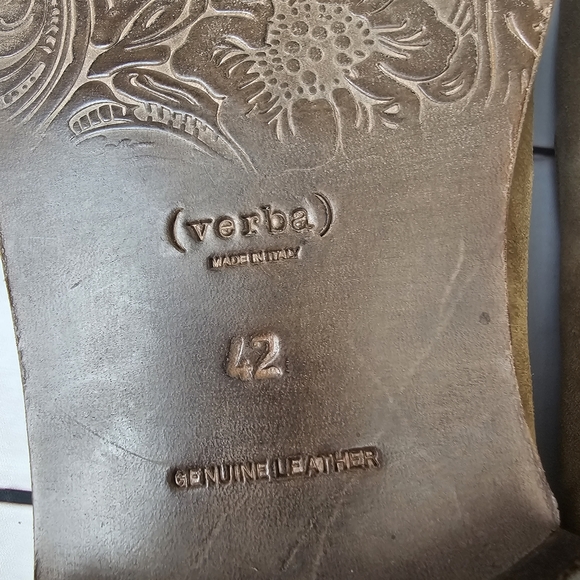 (verba)
MADE IN ITALY
42
GENUINE LEATHER